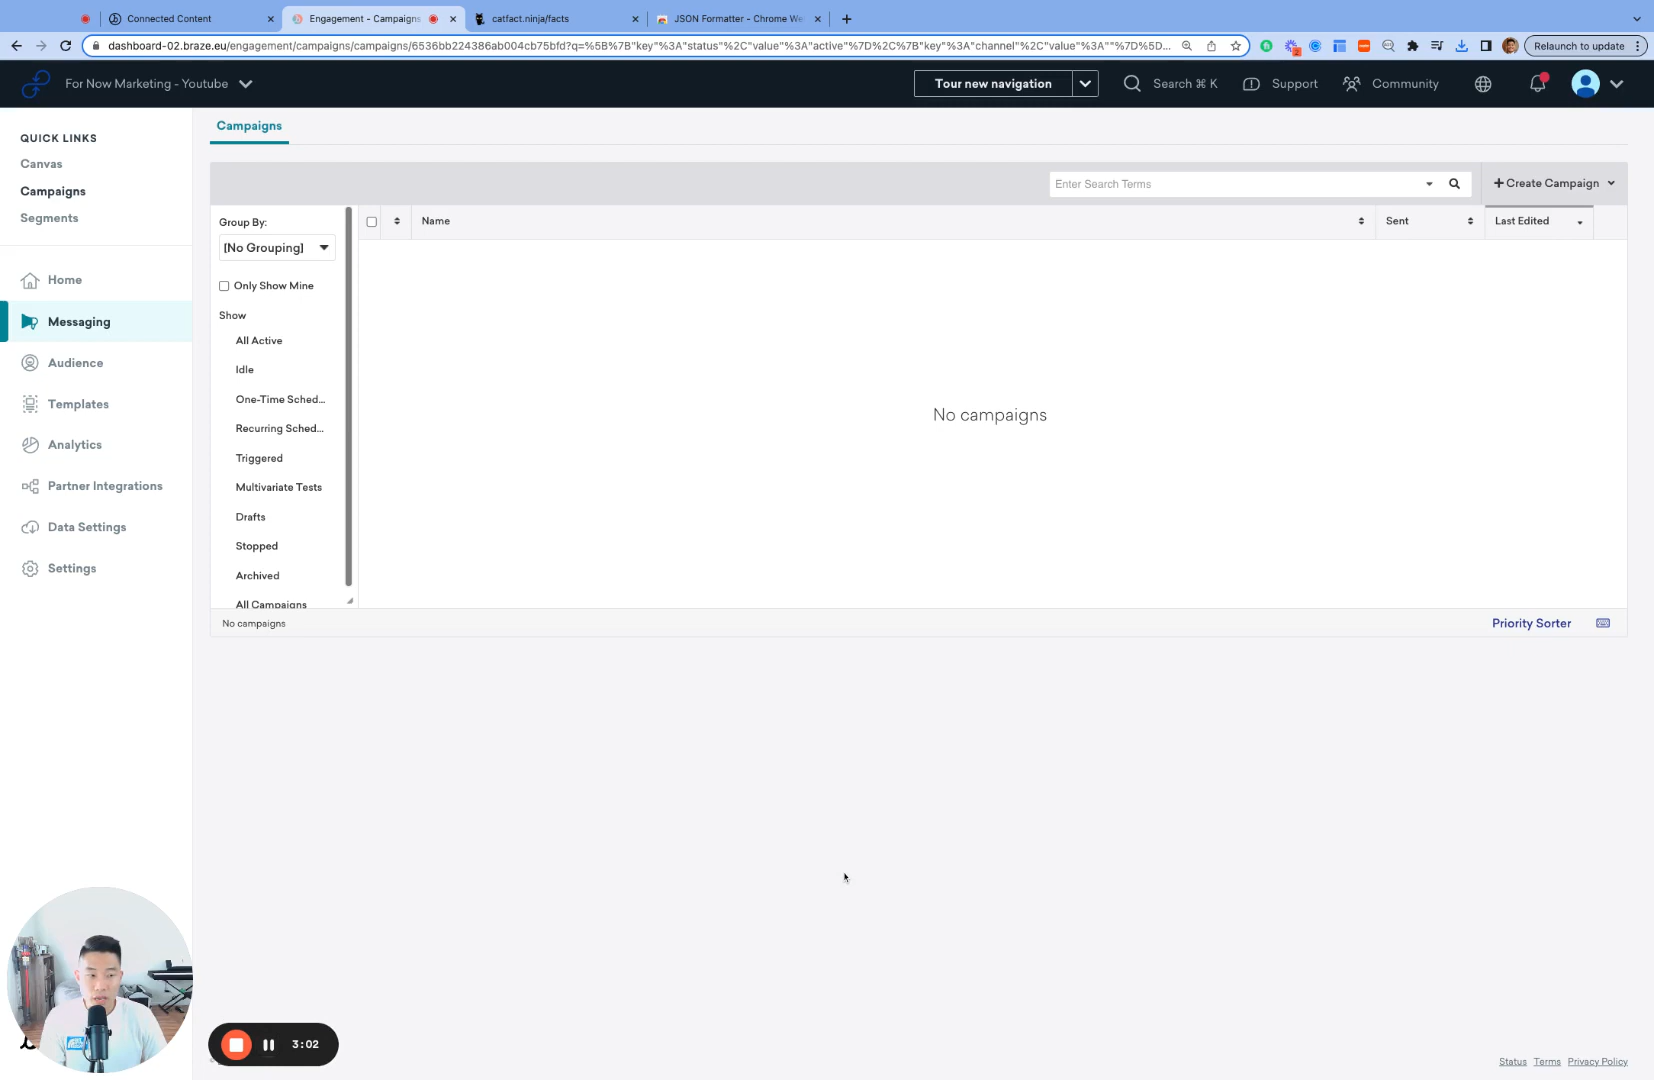 Connected Content
Engagement - Campaigns
catfact.ninja/facts
JSON Formatter - Chrome We
dashboard-02.braze.eu/engagement/campaigns/campaigns/6536bb224386ab004cb75bfd?q=%5B%7B"key"%3A"status"%2C"value"%3A"active"%7D%2C%7B"key"%3A"channel"%2C"value"%3A""%7D%5D...
Relaunch to update
For Now Marketing - Youtube
Tour new navigation
Search ⌘ K
Support
Community
QUICK LINKS
Canvas
Campaigns
Segments
Home
Messaging
Audience
Templates
Analytics
Partner Integrations
Data Settings
Settings
Campaigns
Enter Search Terms
+ Create Campaign
Group By:
[No Grouping]
Only Show Mine
Show
All Active
Idle
One-Time Sched...
Recurring Sched...
Triggered
Multivariate Tests
Drafts
Stopped
Archived
All Campaigns
Name
Sent
Last Edited
No campaigns
No campaigns
Priority Sorter
3:02
Status Terms Privacy Policy